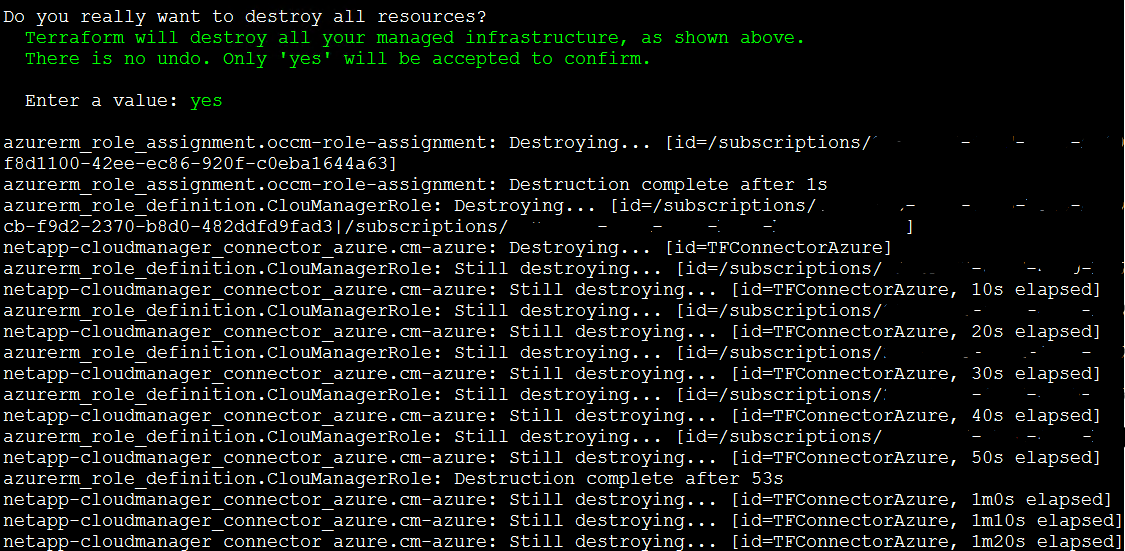 Do you really want to destroy all resources?
Terraform will destroy all your managed infrastructure, as shown above.
There is no undo. Only 'yes' will be accepted to confirm.
Enter a value: yes
azurerm_role_assignment.occm-role-assignment: Destroying... [id=/subscriptions/
f8d1100-42ee-ec86-920f-c0eba1644a63]
azurerm_role_assignment.occm-role-assignment: Destruction complete after 1s
azurerm_role_definition.ClouManagerRole: Destroying... [id=/subscriptions/
cb-f9d2-2370-b8d0-482ddfd9fad3|/subscriptions/ ]
netapp-cloudmanager_connector_azure.cm-azure: Destroying... [id=TFConnectorAzure]
azurerm_role_definition.ClouManagerRole: Still destroying... [id=/subscriptions/
netapp-cloudmanager_connector_azure.cm-azure: Still destroying... [id=TFConnectorAzure, 10s elapsed]
azurerm_role_definition.ClouManagerRole: Still destroying... [id=/subscriptions/
netapp-cloudmanager_connector_azure.cm-azure: Still destroying... [id=TFConnectorAzure, 20s elapsed]
azurerm_role_definition.ClouManagerRole: Still destroying... [id=/subscriptions/
netapp-cloudmanager_connector_azure.cm-azure: Still destroying... [id=TFConnectorAzure, 30s elapsed]
azurerm_role_definition.ClouManagerRole: Still destroying... [id=/subscriptions/
netapp-cloudmanager_connector_azure.cm-azure: Still destroying... [id=TFConnectorAzure, 40s elapsed]
azurerm_role_definition.ClouManagerRole: Still destroying... [id=/subscriptions/
netapp-cloudmanager_connector_azure.cm-azure: Still destroying... [id=TFConnectorAzure, 50s elapsed]
azurerm_role_definition.ClouManagerRole: Destruction complete after 53s
netapp-cloudmanager_connector_azure.cm-azure: Still destroying... [id=TFConnectorAzure, 1m0s elapsed]
netapp-cloudmanager_connector_azure.cm-azure: Still destroying... [id=TFConnectorAzure, 1m10s elapsed]
netapp-cloudmanager_connector_azure.cm-azure: Still destroying... [id=TFConnectorAzure, 1m20s elapsed]